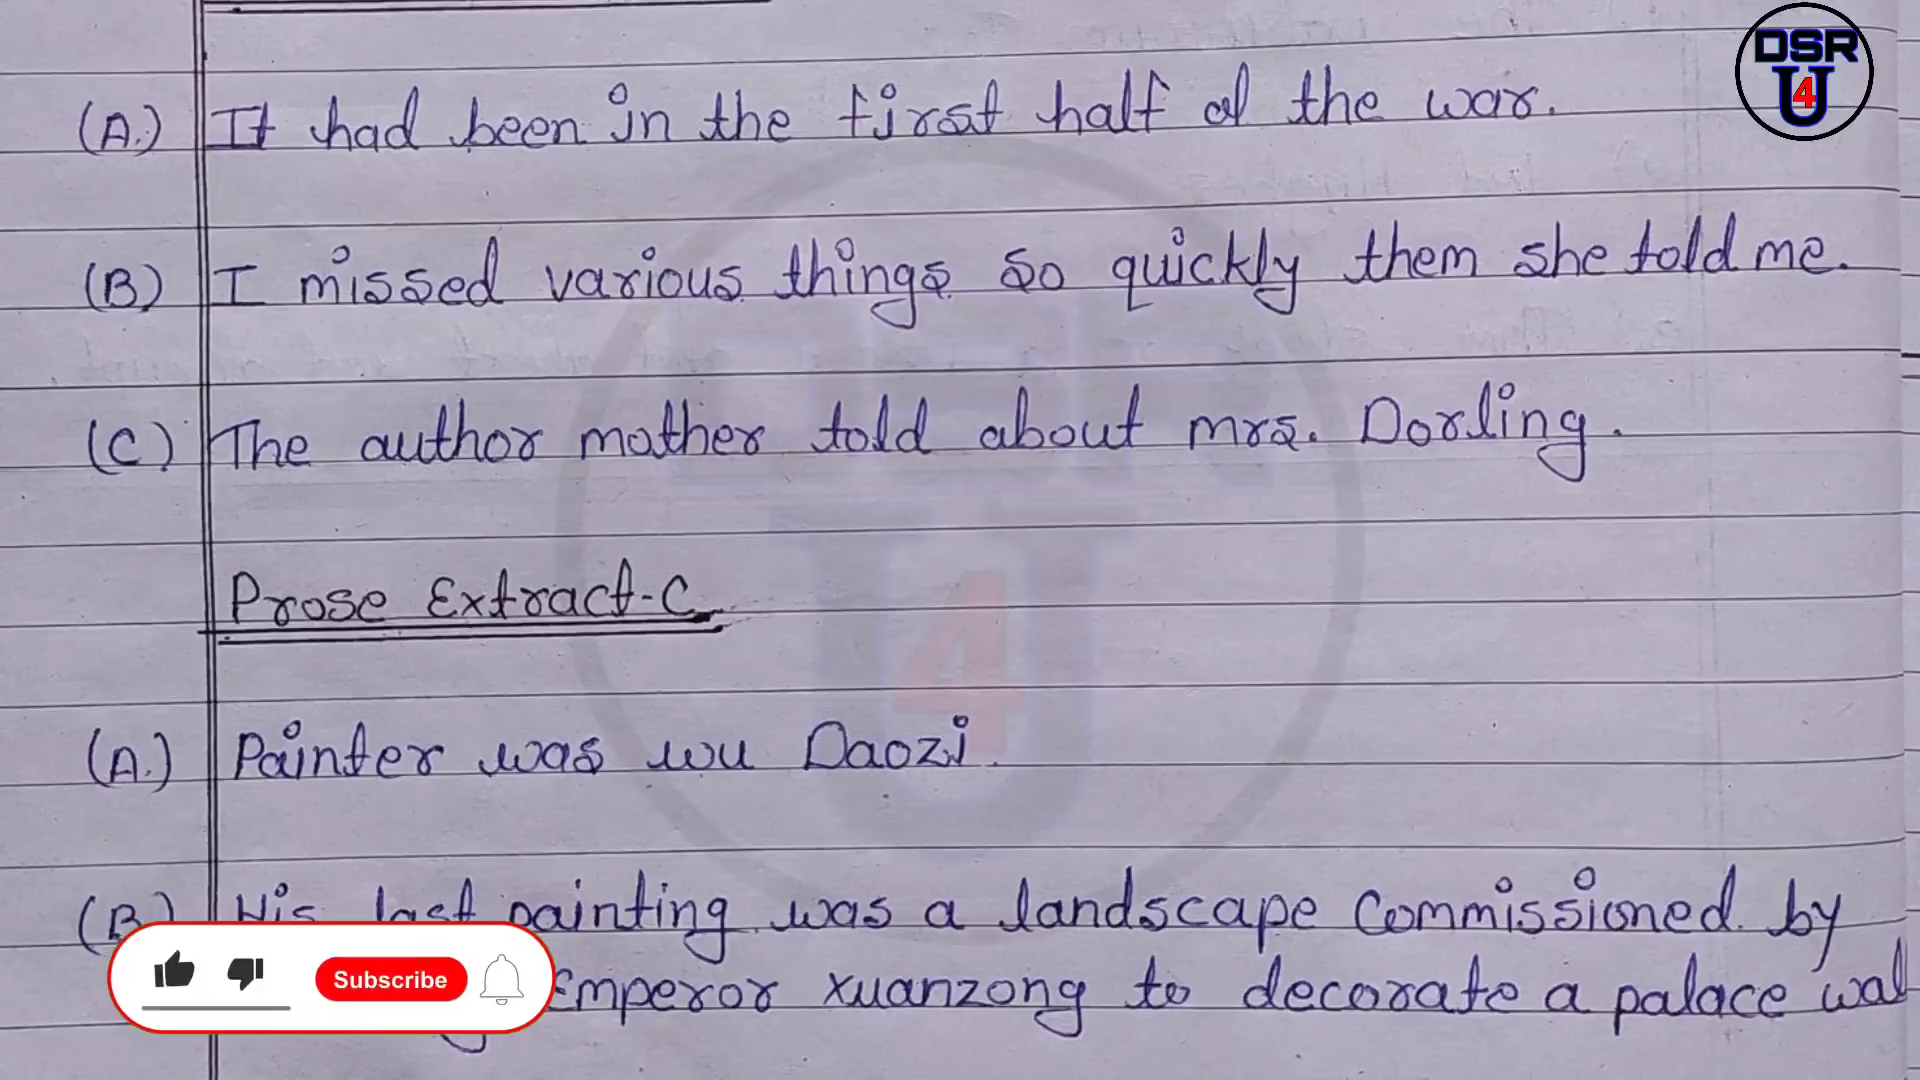 DSR
U
4
(A.) It had been in the first half of the war.
(B) I missed various things so quickly them she told me.
(C) The author mother told about mrs. Dorling.
Prose Extract-C
(A.) Painter was wu Daozi.
(B) His last painting was a landscape Commissioned by
Emperor xuanzong to decorate a palace wal
Subscribe